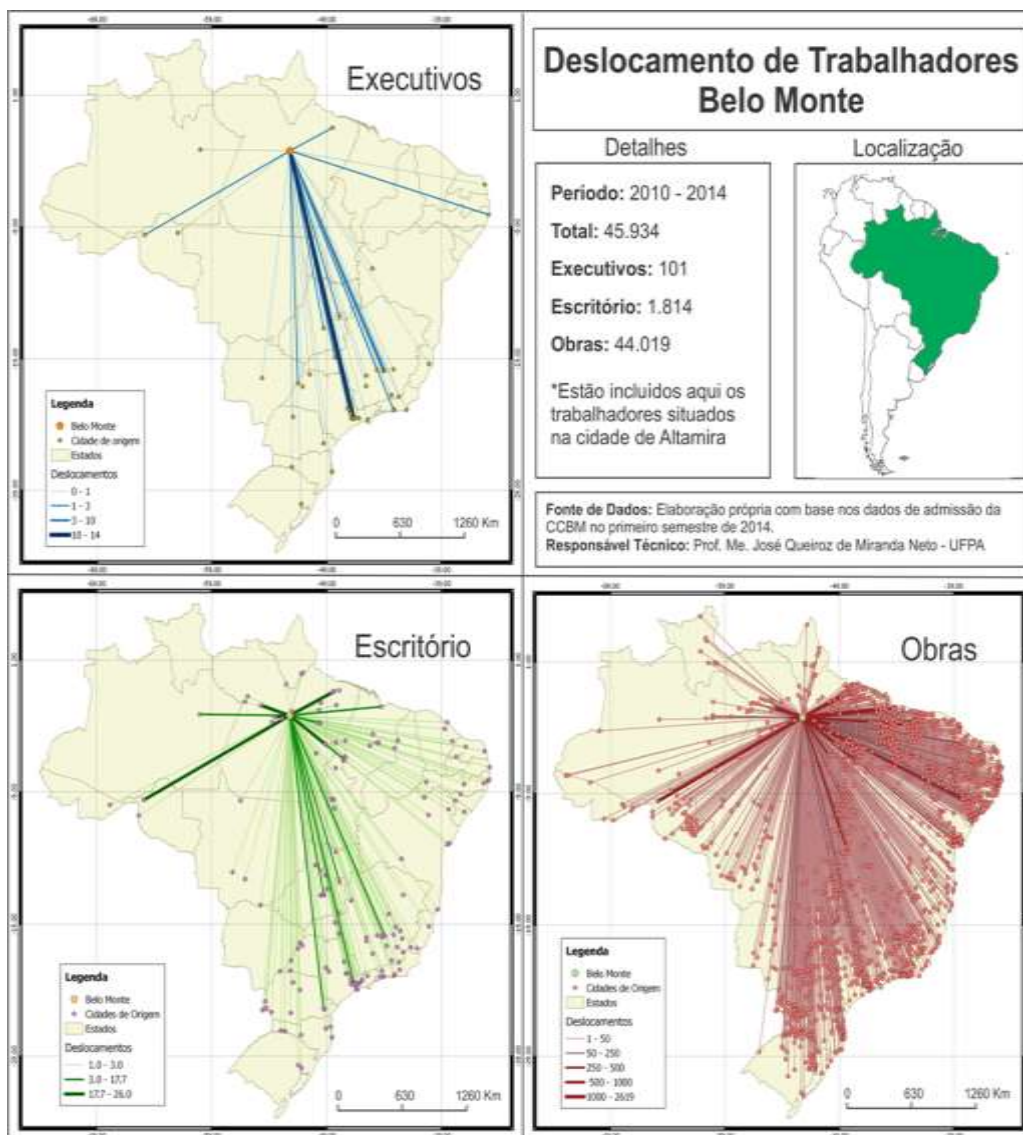 Executivos
Legenda
Belo Monte
Cidade de origem
Estados
Deslocamentos
0 - 1
1 - 3
3 - 10
10 - 14
0 630 1260 Km
Deslocamento de Trabalhadores
Belo Monte
Detalhes
Localização
Período: 2010 - 2014
Total: 45.934
Executivos: 101
Escritório: 1.814
Obras: 44.019
*Estão incluidos aqui os
trabalhadores situados
na cidade de Altamira
Fonte de Dados: Elaboração própria com base nos dados de admissão da
CCBM no primeiro semestre de 2014.
Responsável Técnico: Prof. Me. José Queiroz de Miranda Neto - UFPA
Escritório
Legenda
Belo Monte
Cidades de Origem
Estados
Deslocamentos
1.0 - 3.0
3.0 - 17.7
17.7 - 26.0
0 630 1260 Km
Obras
Legenda
Belo Monte
Cidades de Origem
Estados
Deslocamentos
1 - 50
50 - 250
250 - 500
500 - 1000
1000 - 2619
0 630 1260 Km